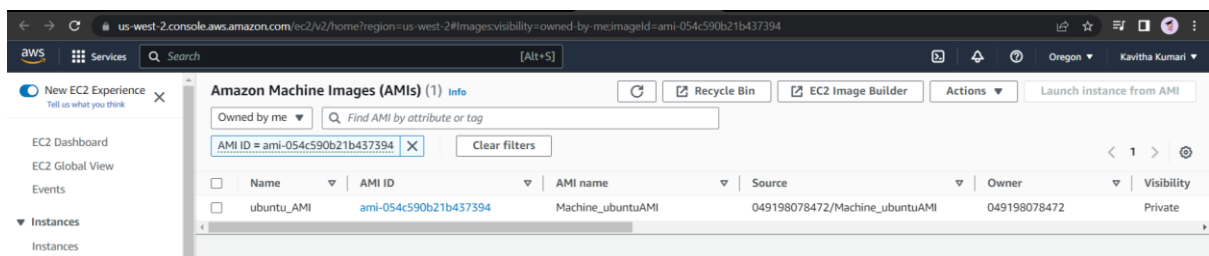 us-west-2.console.aws.amazon.com/ec2/v2/home?region=us-west-2#Images:visibility=owned-by-me;imageId=ami-054c590b21b437394
aws Services Search [Alt+S] Oregon Kavitha Kumari
New EC2 Experience
Tell us what you think
EC2 Dashboard
EC2 Global View
Events
Instances
Instances
Amazon Machine Images (AMIs) (1) Info Recycle Bin EC2 Image Builder Actions Launch instance from AMI
Owned by me Find AMI by attribute or tag
AMI ID = ami-054c590b21b437394 Clear filters 1
Name AMI ID AMI name Source Owner Visibility
ubuntu_AMI ami-054c590b21b437394 Machine_ubuntuAMI 049198078472/Machine_ubuntuAMI 049198078472 Private